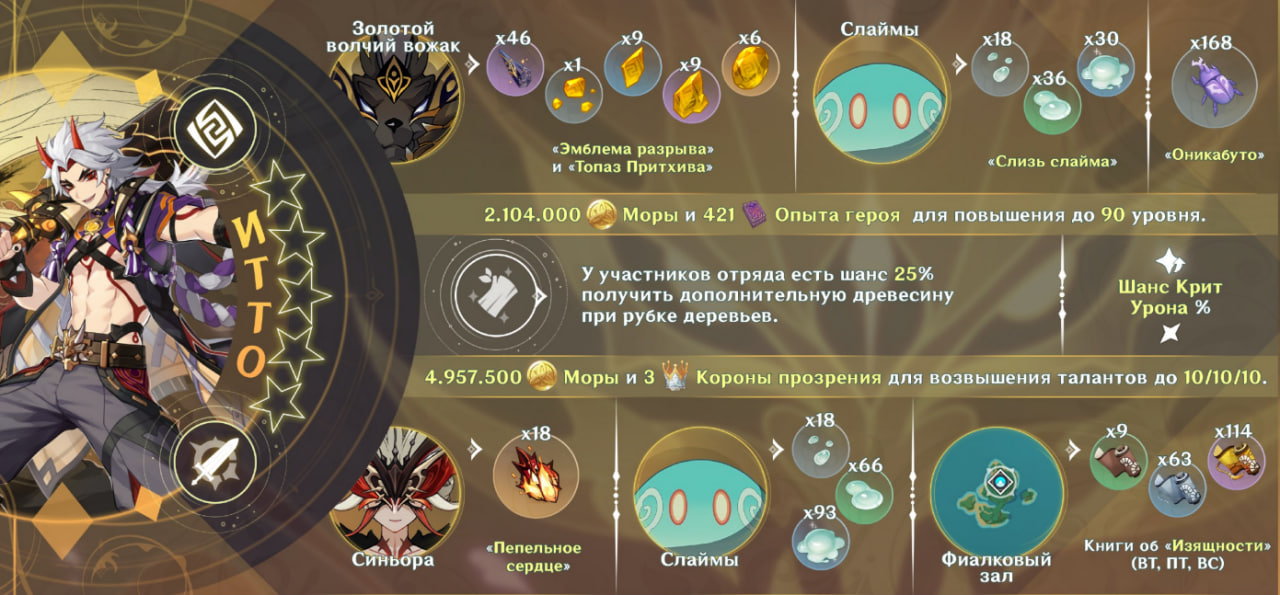 ИТТО
Золотой
волчий вожак
x46
x1
x9
x9
x6
«Эмблема разрыва»
и «Топаз Притхива»
Слаймы
x18
x36
x30
«Слизь слайма»
x168
«Оникабуто»
2.104.000 Моры и 421 Опыта героя для повышения до 90 уровня.
У участников отряда есть шанс 25%
получить дополнительную древесину
при рубке деревьев.
Шанс Крит
Урона %
4.957.500 Моры и 3 Короны прозрения для возвышения талантов до 10/10/10.
Синьора
x18
«Пепельное
сердце»
Слаймы
x18
x66
x93
Фиалковый
зал
x9
x63
x114
Книги об «Изящности»
(ВТ, ПТ, ВС)